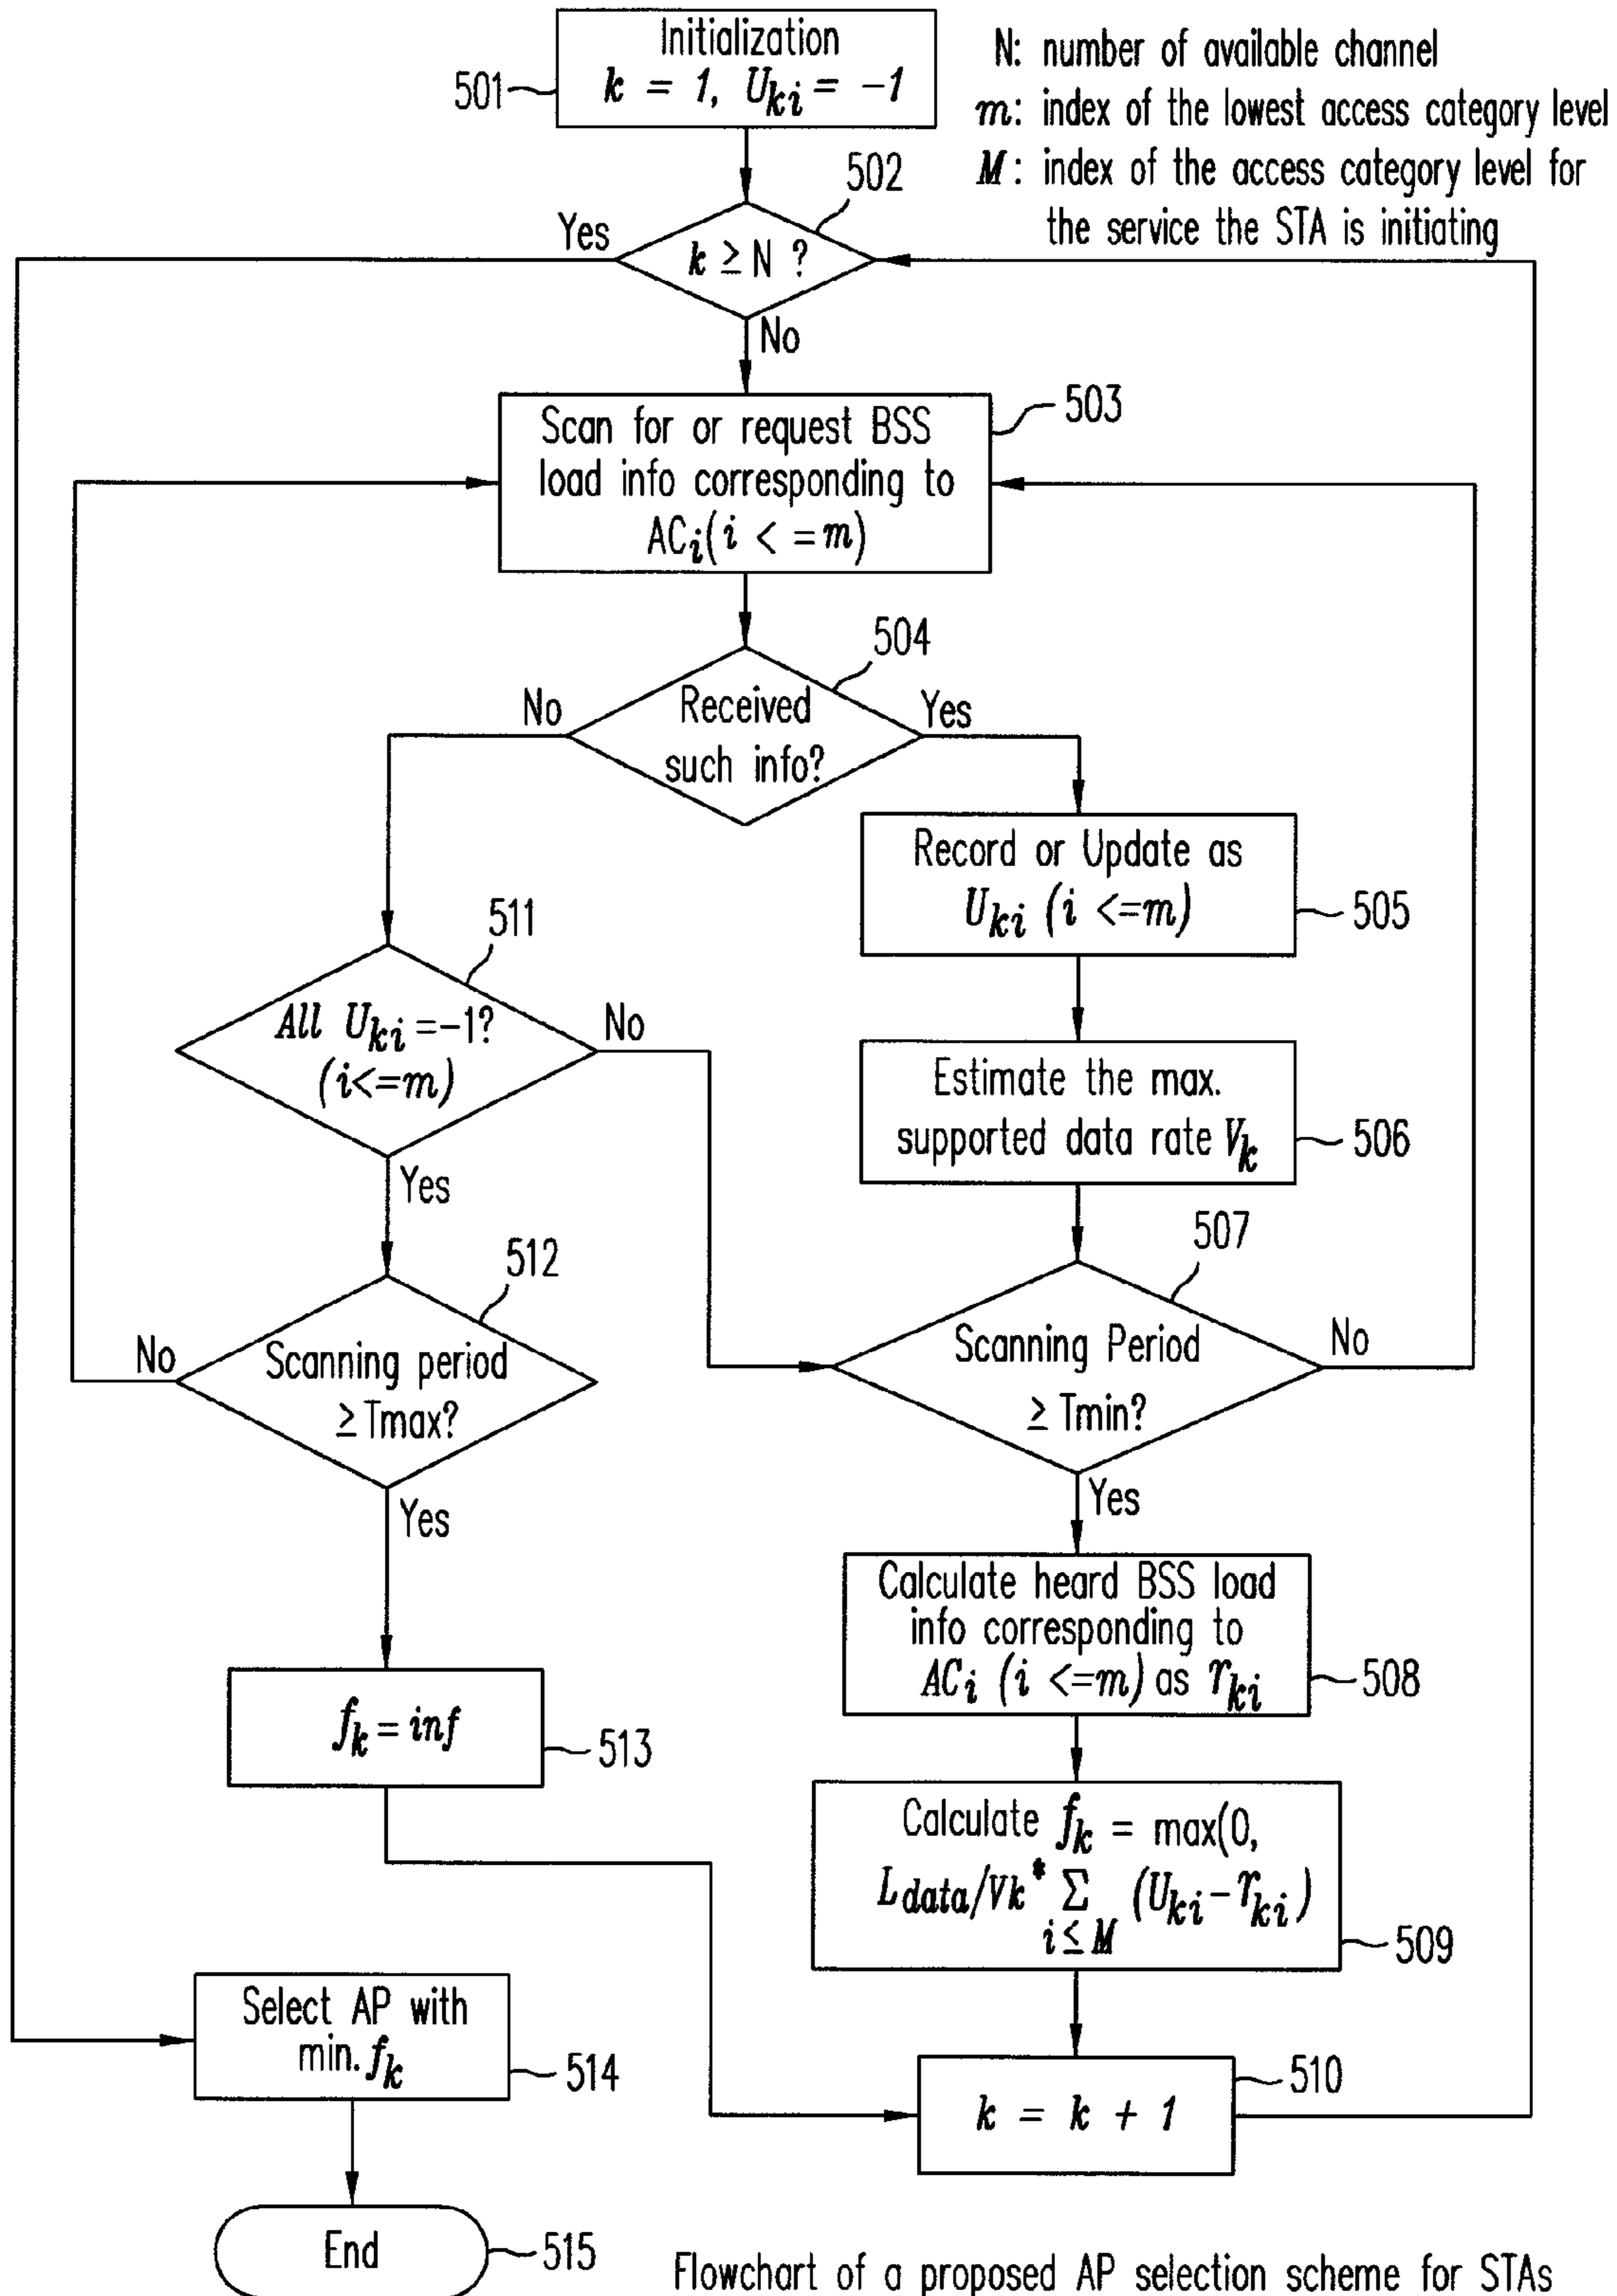 Initialization
k = 1, Uki = -1
501
N: number of available channel
m: index of the lowest access category level
M: index of the access category level for
the service the STA is initiating
502
Yes
k ≥ N ?
No
503
Scan for or request BSS
load info corresponding to
ACi(i < = m)
504
No
Received
such info?
Yes
Record or Update as
Uki (i <=m)
505
511
All Uki =-1?
(i<=m)
No
Yes
Estimate the max.
supported data rate Vk
506
507
512
No
Scanning period
≥ Tmax?
Yes
Scanning Period
≥ Tmin?
No
Yes
Calculate heard BSS load
info corresponding to
ACi (i <=m) as rki
508
fk = inf
513
Calculate fk = max(0,
Ldata/Vk* Σ (Uki-rki)
i ≤ M
509
Select AP with
min. fk
514
k = k + 1
510
End
515
Flowchart of a proposed AP selection scheme for STAs